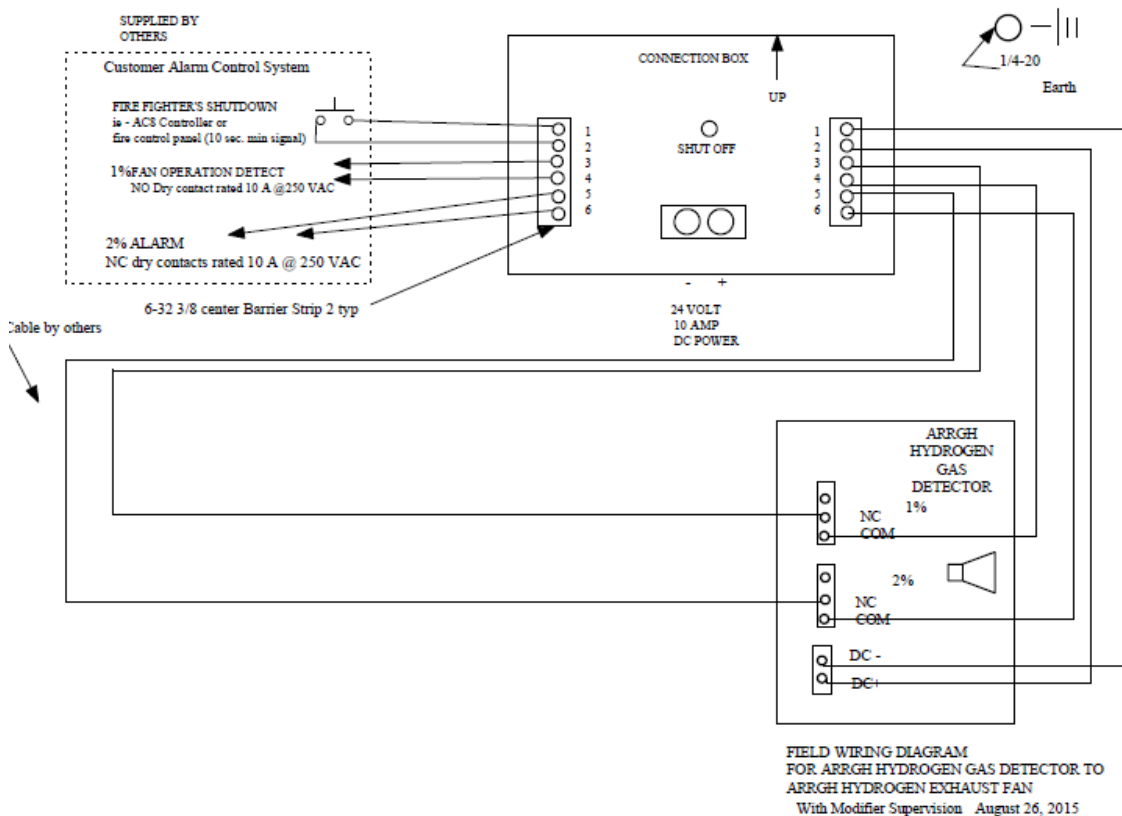 SUPPLIED BY
OTHERS
Customer Alarm Control System
FIRE FIGHTER'S SHUTDOWN
ie - AC8 Controller or
fire control panel (10 sec. min signal)
1%FAN OPERATION DETECT
NO Dry contact rated 10 A @250 VAC
2% ALARM
NC dry contacts rated 10 A @ 250 VAC
6-32 3/8 center Barrier Strip 2 typ
Cable by others
CONNECTION BOX
UP
SHUT OFF
1
2
3
4
5
6
1
2
3
4
5
6
- +
24 VOLT
10 AMP
DC POWER
1/4-20
Earth
ARRGH
HYDROGEN
GAS
DETECTOR
1%
NC
COM
2%
NC
COM
DC -
DC+
FIELD WIRING DIAGRAM
FOR ARRGH HYDROGEN GAS DETECTOR TO
ARRGH HYDROGEN EXHAUST FAN
With Modifier Supervision August 26, 2015